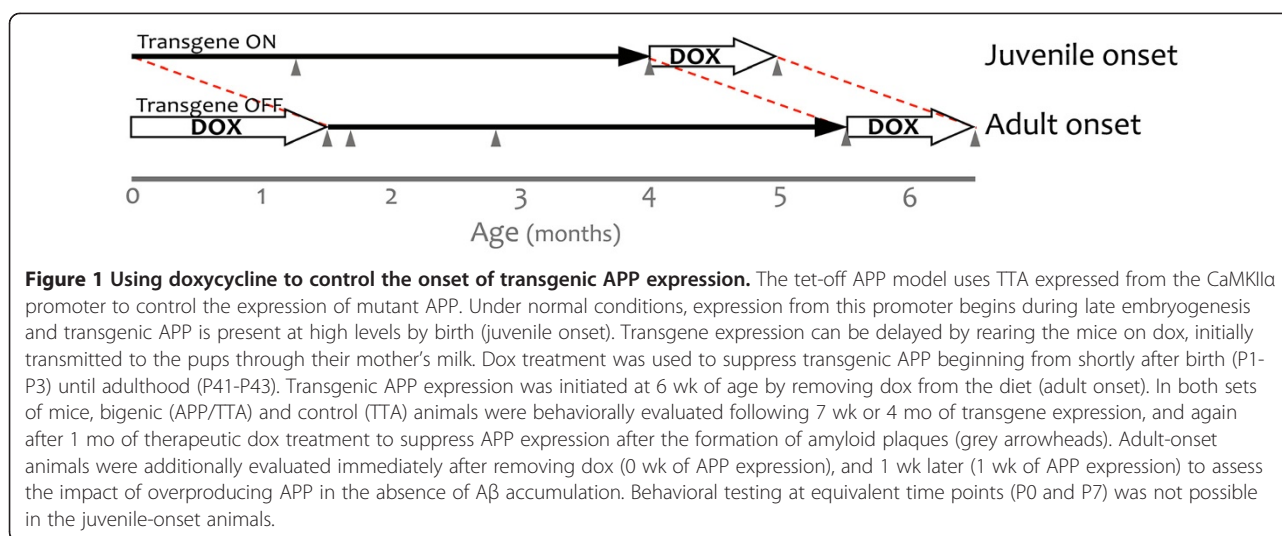 Transgene ON
DOX
Juvenile onset
Transgene OFF
DOX
DOX
Adult onset
0 1 2 3 4 5 6
Age (months)
Figure 1 Using doxycycline to control the onset of transgenic APP expression. The tet-off APP model uses TTA expressed from the CaMKIIα
promoter to control the expression of mutant APP. Under normal conditions, expression from this promoter begins during late embryogenesis
and transgenic APP is present at high levels by birth (juvenile onset). Transgene expression can be delayed by rearing the mice on dox, initially
transmitted to the pups through their mother's milk. Dox treatment was used to suppress transgenic APP beginning from shortly after birth (P1-
P3) until adulthood (P41-P43). Transgenic APP expression was initiated at 6 wk of age by removing dox from the diet (adult onset). In both sets
of mice, bigenic (APP/TTA) and control (TTA) animals were behaviorally evaluated following 7 wk or 4 mo of transgene expression, and again
after 1 mo of therapeutic dox treatment to suppress APP expression after the formation of amyloid plaques (grey arrowheads). Adult-onset
animals were additionally evaluated immediately after removing dox (0 wk of APP expression), and 1 wk later (1 wk of APP expression) to assess
the impact of overproducing APP in the absence of Aβ accumulation. Behavioral testing at equivalent time points (P0 and P7) was not possible
in the juvenile-onset animals.